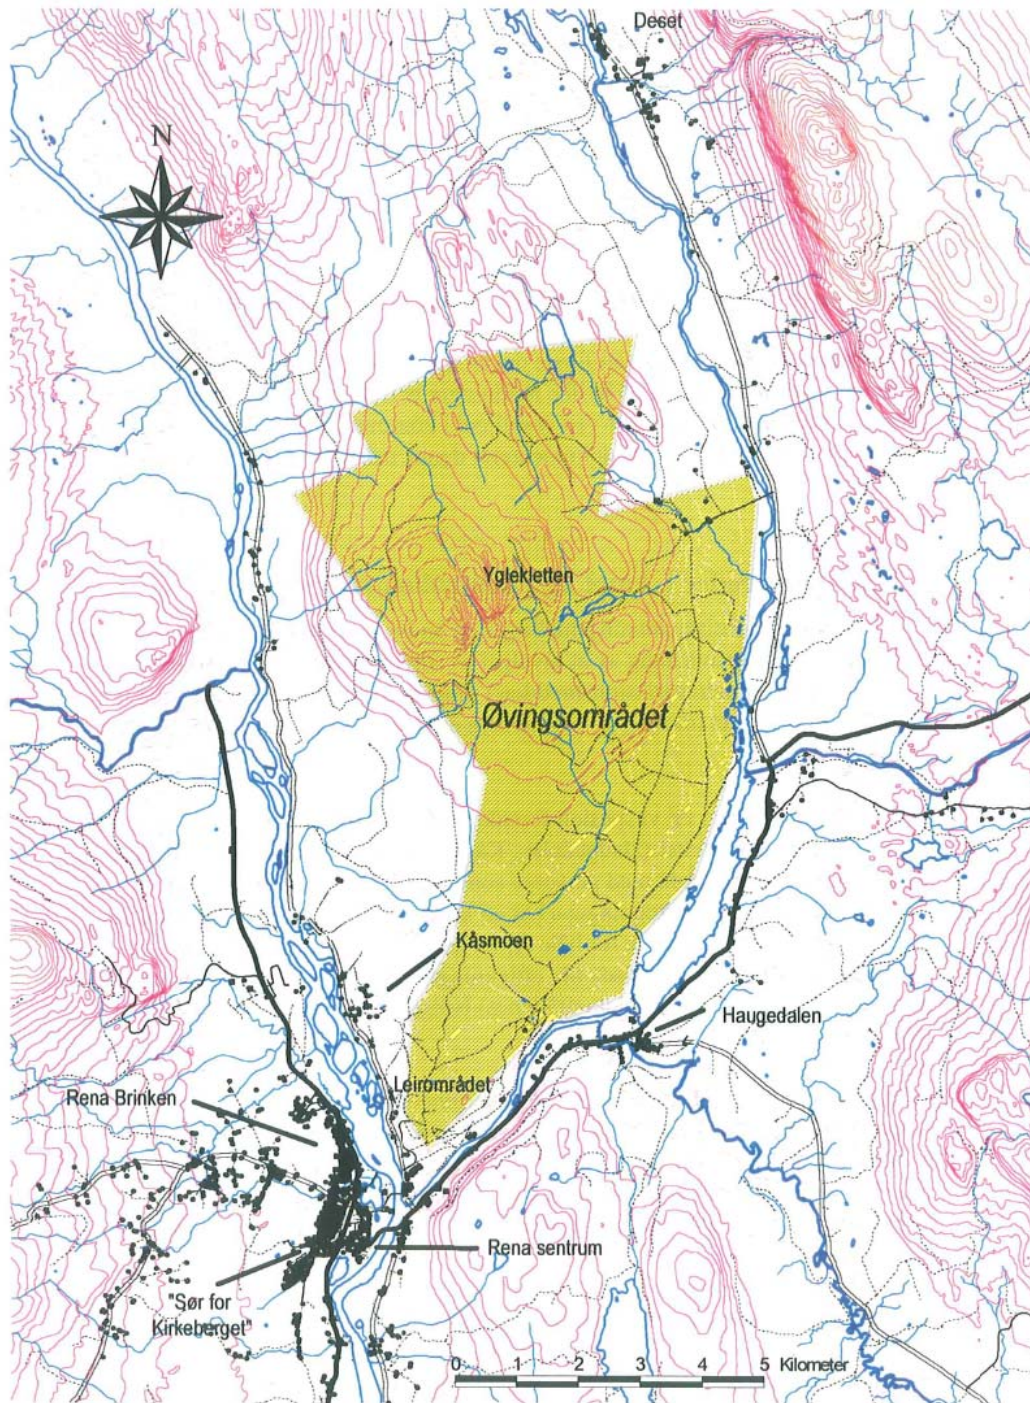 Deset
N
Yglekletten
Øvingsområdet
Kåsmoen
Haugedalen
Leirområdet
Rena Brinken
Rena sentrum
"Sør for
Kirkeberget"
0 1 2 3 4 5 Kilometer